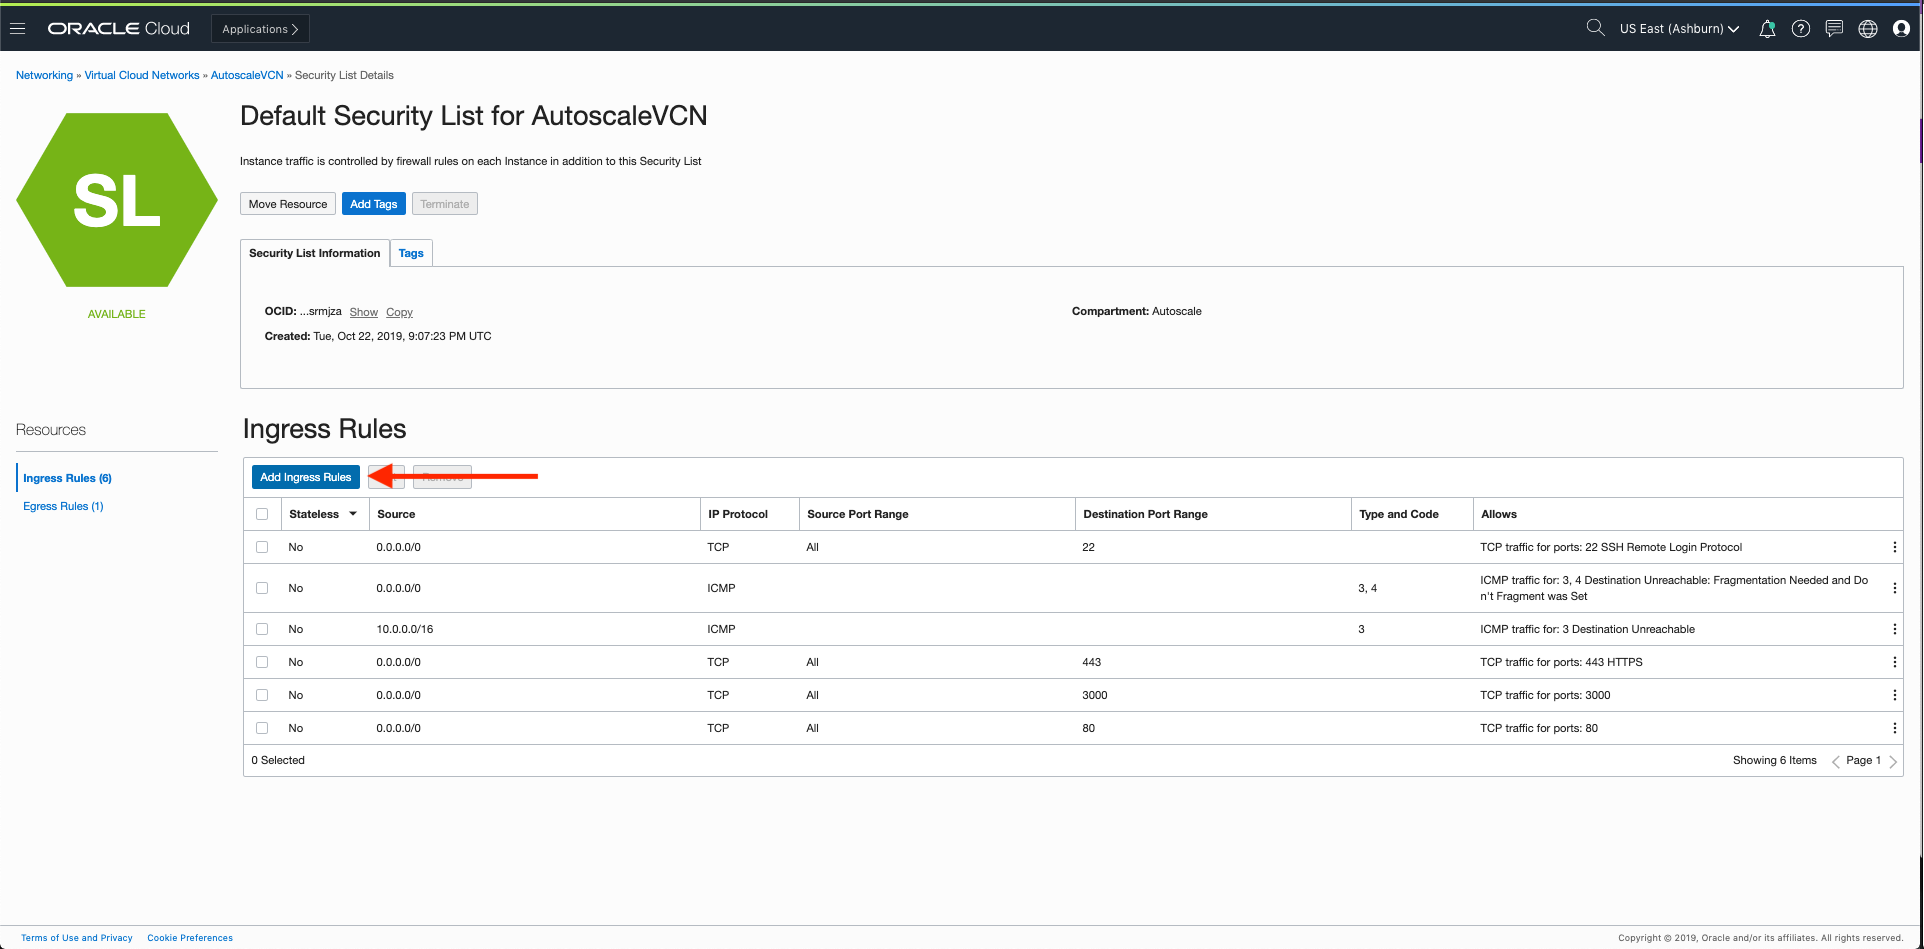 ORACLE Cloud
Applications
US East (Ashburn)
Networking » Virtual Cloud Networks » AutoscaleVCN » Security List Details
SL
AVAILABLE
Default Security List for AutoscaleVCN
Instance traffic is controlled by firewall rules on each Instance in addition to this Security List
Move Resource Add Tags Terminate
Security List Information Tags
OCID: ...srmjza Show Copy
Compartment: Autoscale
Created: Tue, Oct 22, 2019, 9:07:23 PM UTC
Resources
Ingress Rules (6)
Egress Rules (1)
Ingress Rules
Add Ingress Rules
Stateless Source IP Protocol Source Port Range Destination Port Range Type and Code Allows
No 0.0.0.0/0 TCP All 22 TCP traffic for ports: 22 SSH Remote Login Protocol
No 0.0.0.0/0 ICMP 3, 4 ICMP traffic for: 3, 4 Destination Unreachable: Fragmentation Needed and Do
n't Fragment was Set
No 10.0.0.0/16 ICMP 3 ICMP traffic for: 3 Destination Unreachable
No 0.0.0.0/0 TCP All 443 TCP traffic for ports: 443 HTTPS
No 0.0.0.0/0 TCP All 3000 TCP traffic for ports: 3000
No 0.0.0.0/0 TCP All 80 TCP traffic for ports: 80
0 Selected
Showing 6 Items Page 1
Terms of Use and Privacy Cookie Preferences
Copyright © 2019, Oracle and/or its affiliates. All rights reserved.